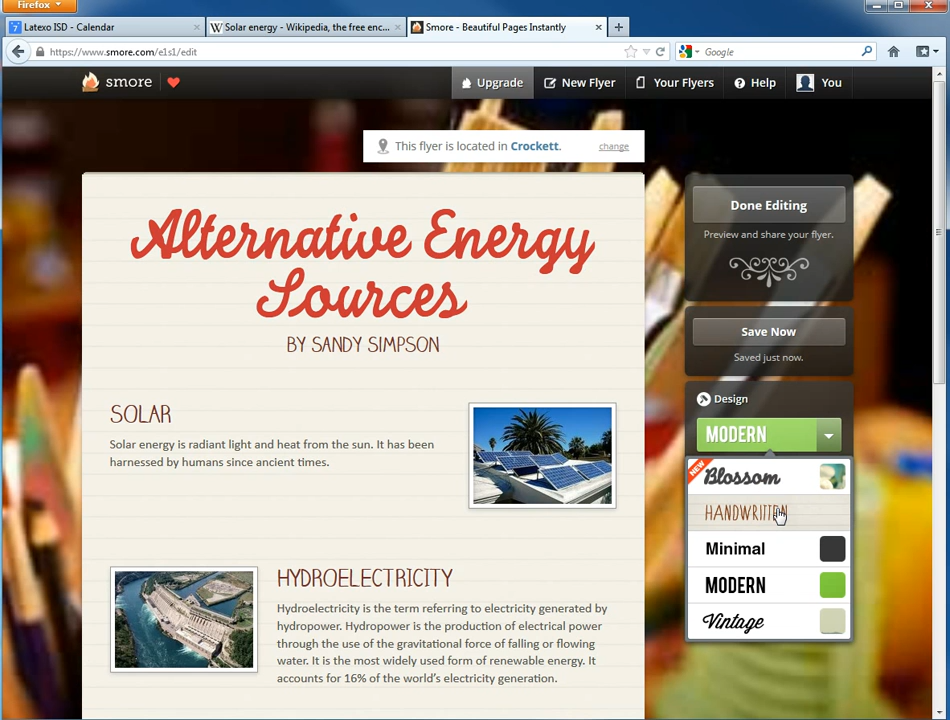 Firefox
Latexo ISD - Calendar
Solar energy - Wikipedia, the free enc...
Smore - Beautiful Pages Instantly
https://www.smore.com/e1s1/edit
Google
smore
Upgrade
New Flyer
Your Flyers
Help
You
This flyer is located in Crockett.
change
Alternative Energy
Sources
BY SANDY SIMPSON
Done Editing
Preview and share your flyer.
Save Now
Saved just now.
Design
MODERN
NEW
Blossom
HANDWRITTEN
Minimal
MODERN
Vintage
SOLAR
Solar energy is radiant light and heat from the sun. It has been
harnessed by humans since ancient times.
HYDROELECTRICITY
Hydroelectricity is the term referring to electricity generated by
hydropower. Hydropower is the production of electrical power
through the use of the gravitational force of falling or flowing
water. It is the most widely used form of renewable energy. It
accounts for 16% of the world's electricity generation.